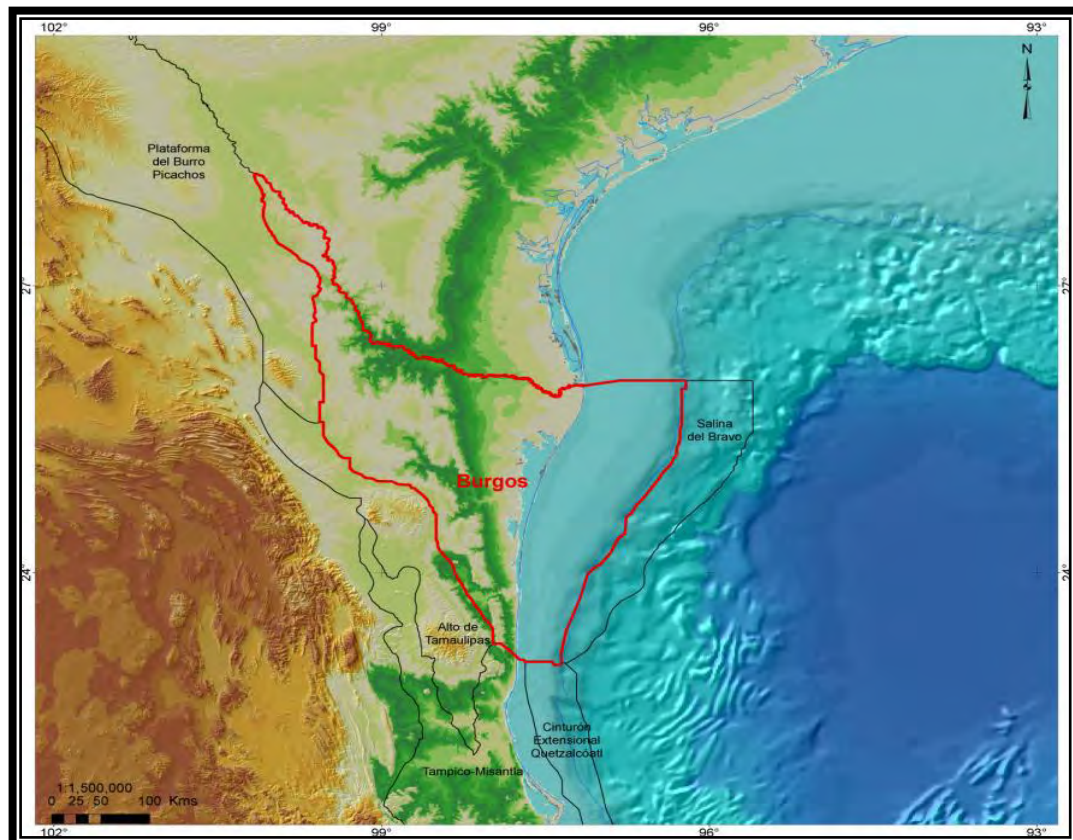 102°
99°
96°
93°
N
Plataforma
del Burro
Picachos
27°
27°
Salina
del Bravo
Burgos
24°
24°
Alto de
Tamaulipas
Cinturón
Extensional
Quetzalcóatl
Tampico-Misantla
1:1,500,000
0 25 50 100 Kms
102°
99°
96°
93°